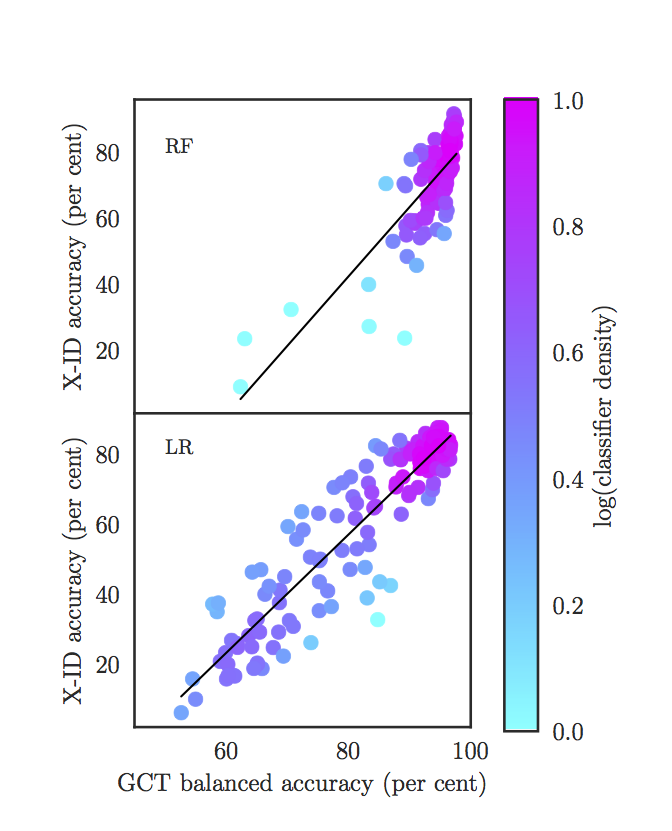 RF
80
60
40
20
X-ID accuracy (per cent)
LR
80
60
40
20
X-ID accuracy (per cent)
60 80 100
GCT balanced accuracy (per cent)
1.0
0.8
0.6
0.4
0.2
0.0
log(classifier density)